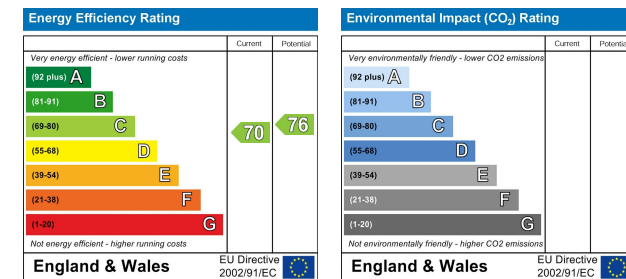 Energy Efficiency Rating
Current Potential
Very energy efficient - lower running costs
(92 plus) A
(81-91) B
(69-80) C
(55-68) D
(39-54) E
(21-38) F
(1-20) G
70
76
Not energy efficient - higher running costs
England & Wales
EU Directive
2002/91/EC
Environmental Impact (CO₂) Rating
Current Potential
Very environmentally friendly - lower CO2 emissions
(92 plus) A
(81-91) B
(69-80) C
(55-68) D
(39-54) E
(21-38) F
(1-20) G
Not environmentally friendly - higher CO2 emissions
England & Wales
EU Directive
2002/91/EC